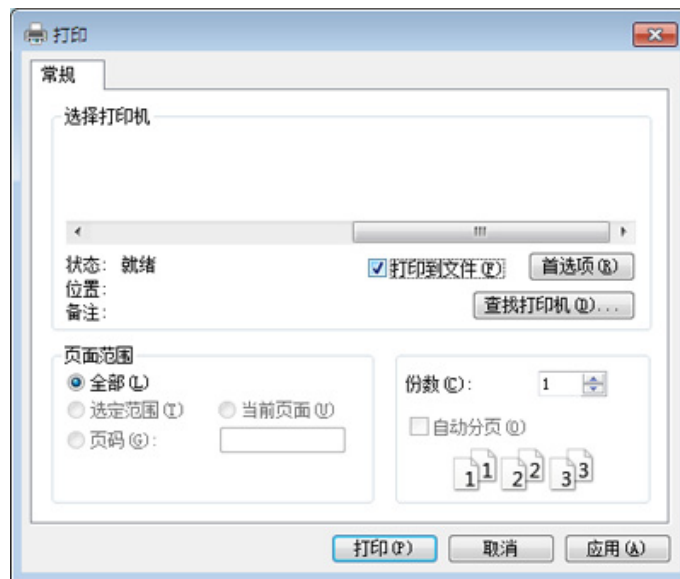 打印
常规
选择打印机
状态: 就绪
打印到文件(F)
首选项(R)
位置:
查找打印机(D)...
备注:
页面范围
全部(L)
选定范围(T)
当前页面(U)
页码(G):
份数(C):
1
自动分页(O)
11 22 33
打印(P)
取消
应用(A)